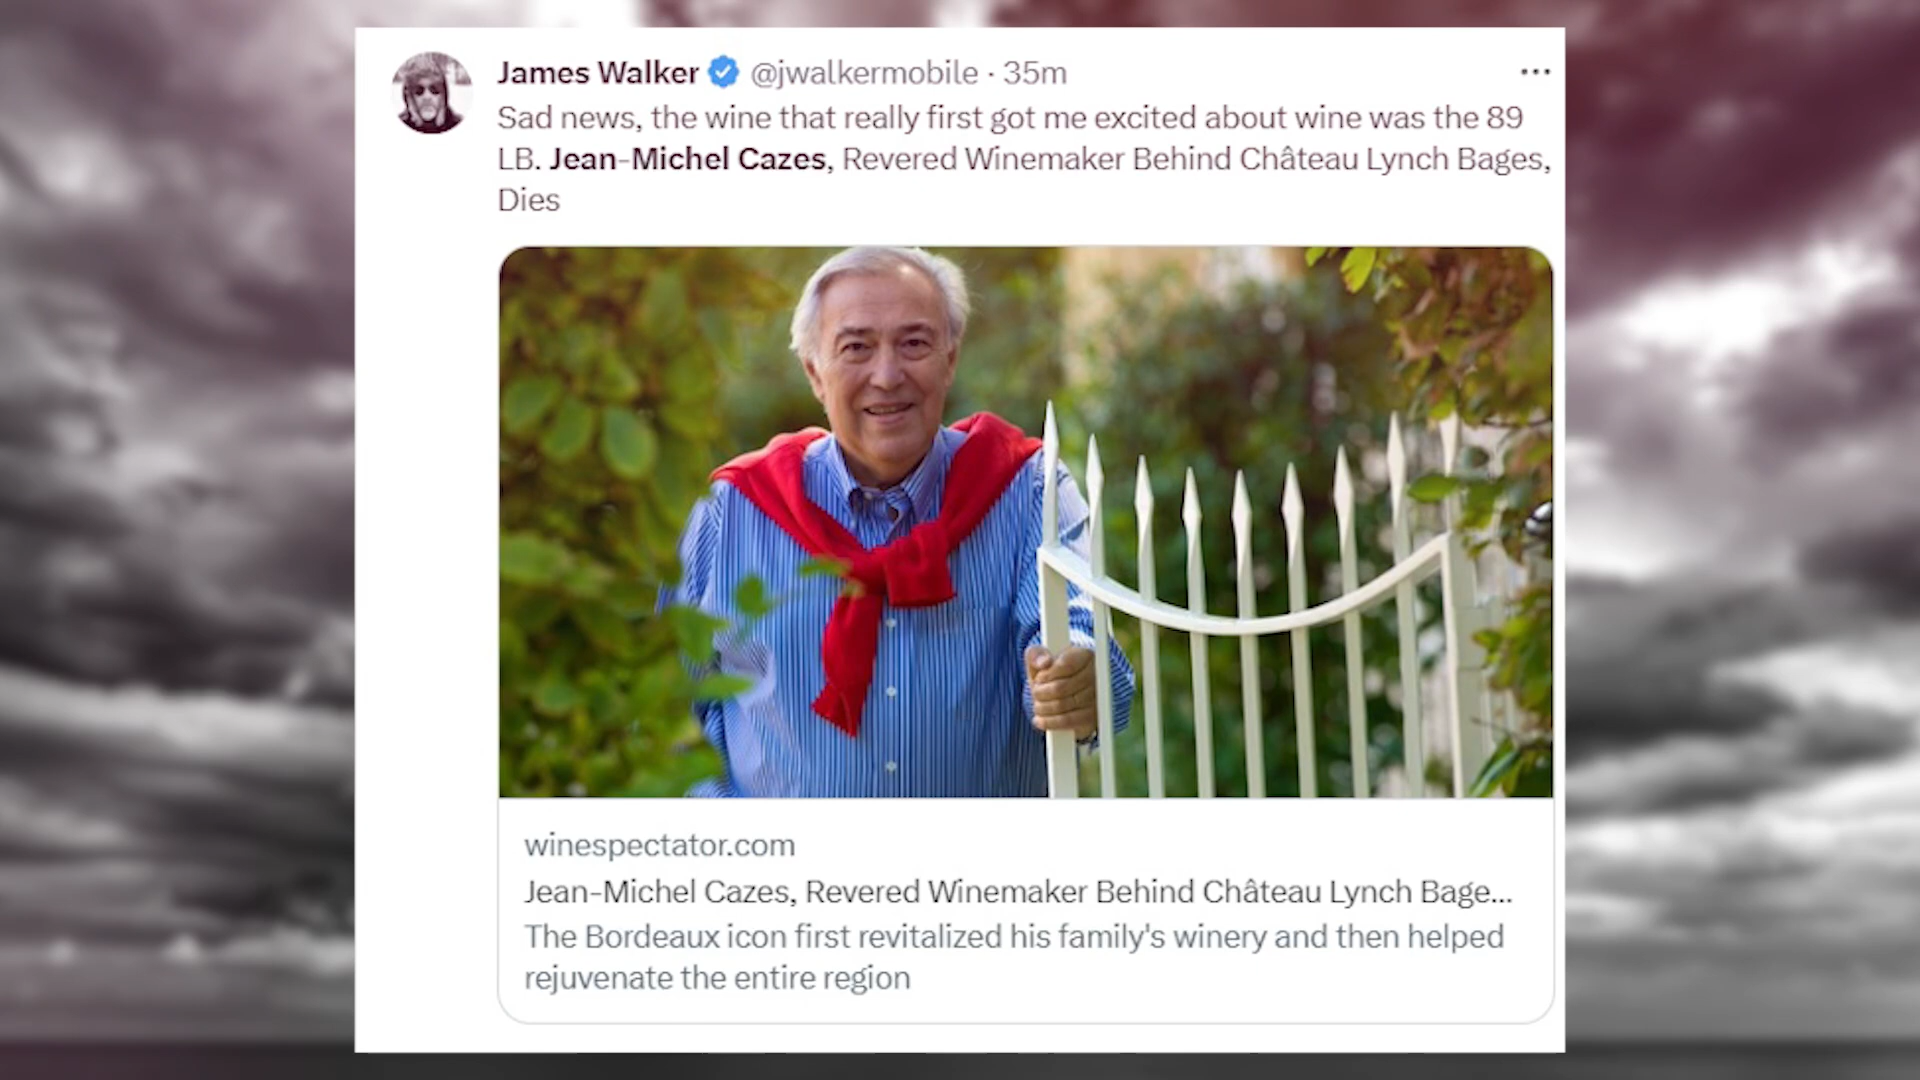 James Walker @jwalkermobile · 35m
Sad news, the wine that really first got me excited about wine was the 89
LB. Jean-Michel Cazes, Revered Winemaker Behind Château Lynch Bages,
Dies
winespectator.com
Jean-Michel Cazes, Revered Winemaker Behind Château Lynch Bage...
The Bordeaux icon first revitalized his family's winery and then helped
rejuvenate the entire region